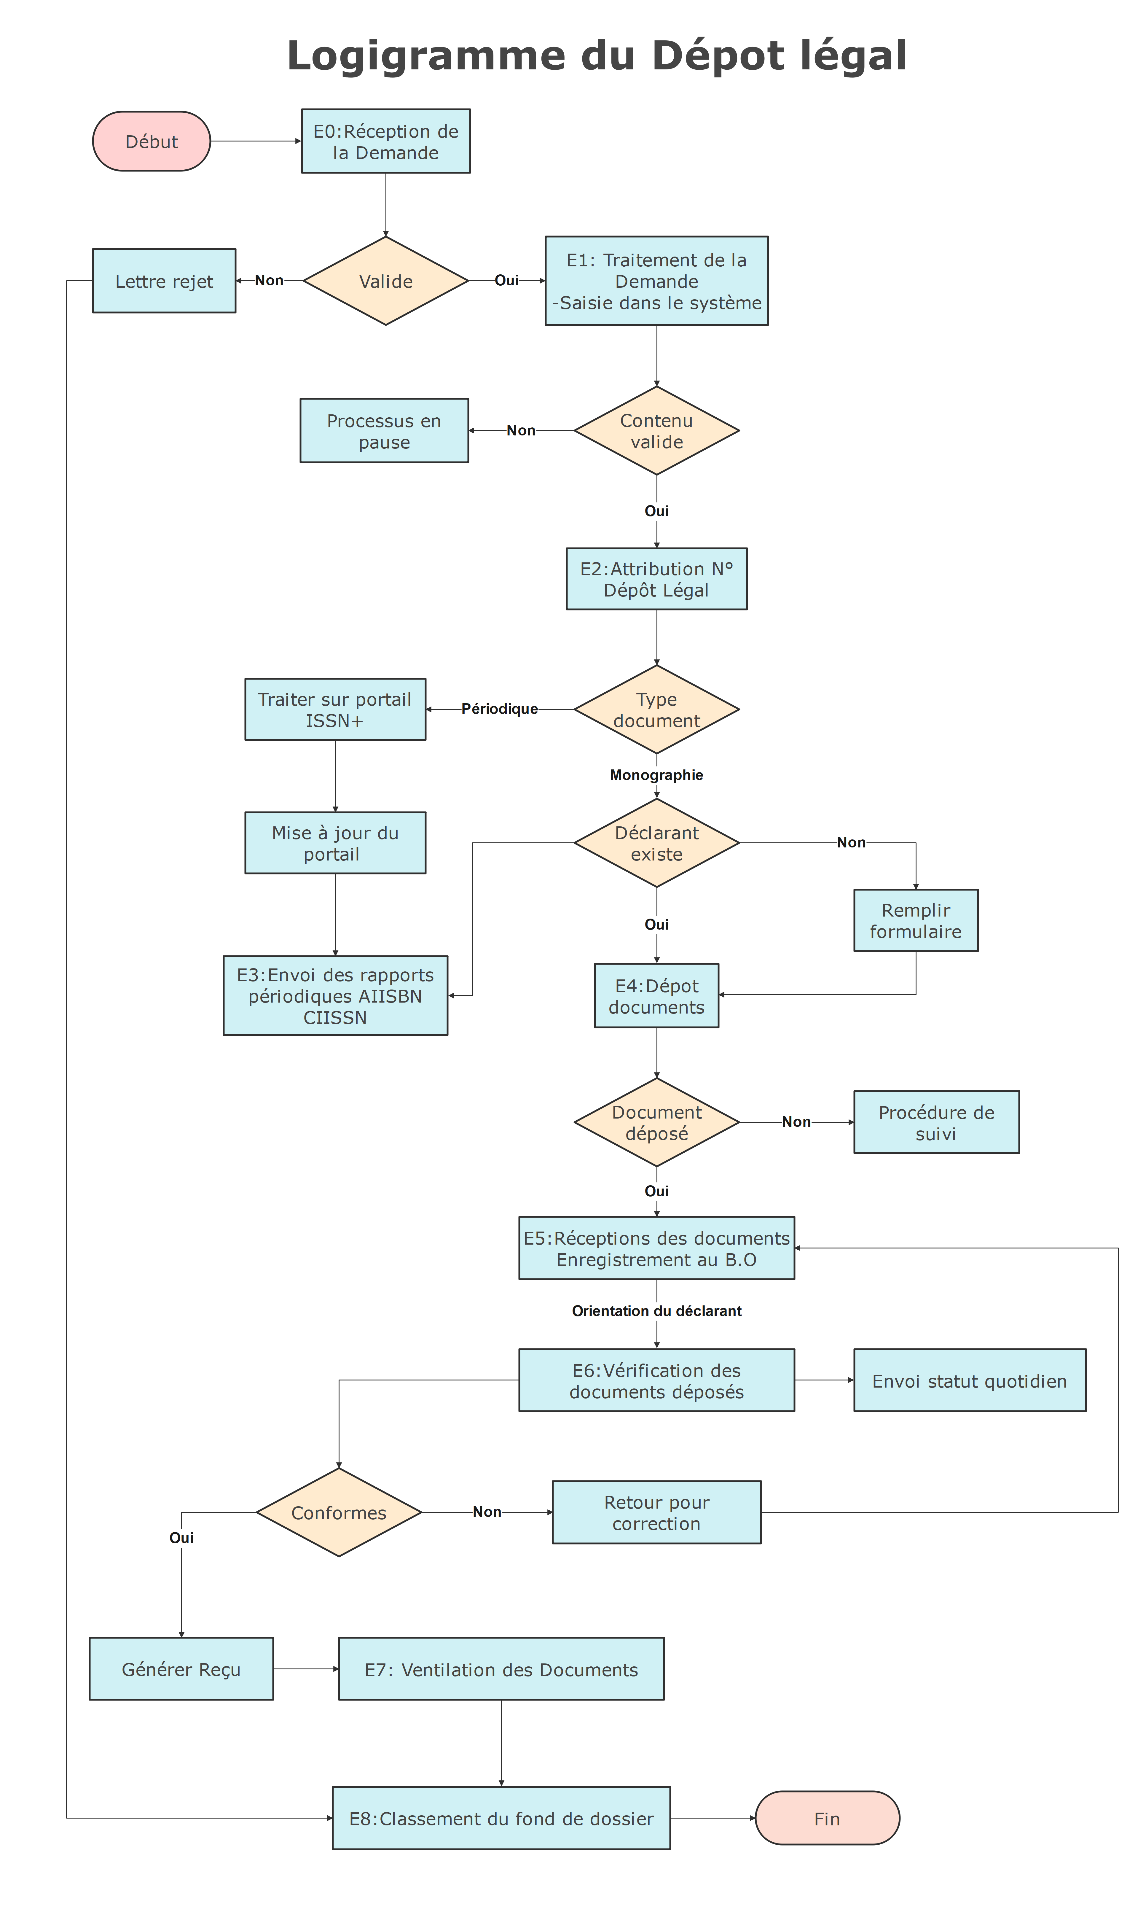 Logigramme du Dépot légal
Début
E0:Réception de
la Demande
Lettre rejet
Non
Valide
Oui
E1: Traitement de la
Demande
-Saisie dans le système
Processus en
pause
Non
Contenu
valide
Oui
E2:Attribution N°
Dépôt Légal
Traiter sur portail
ISSN+
Périodique
Type
document
Monographie
Mise à jour du
portail
Déclarant
existe
Non
Remplir
formulaire
Oui
E3:Envoi des rapports
périodiques AIISBN
CIISSN
E4:Dépot
documents
Document
déposé
Non
Procédure de
suivi
Oui
E5:Réceptions des documents
Enregistrement au B.O
Orientation du déclarant
E6:Vérification des
documents déposés
Envoi statut quotidien
Conformes
Non
Retour pour
correction
Oui
Générer Reçu
E7: Ventilation des Documents
E8:Classement du fond de dossier
Fin